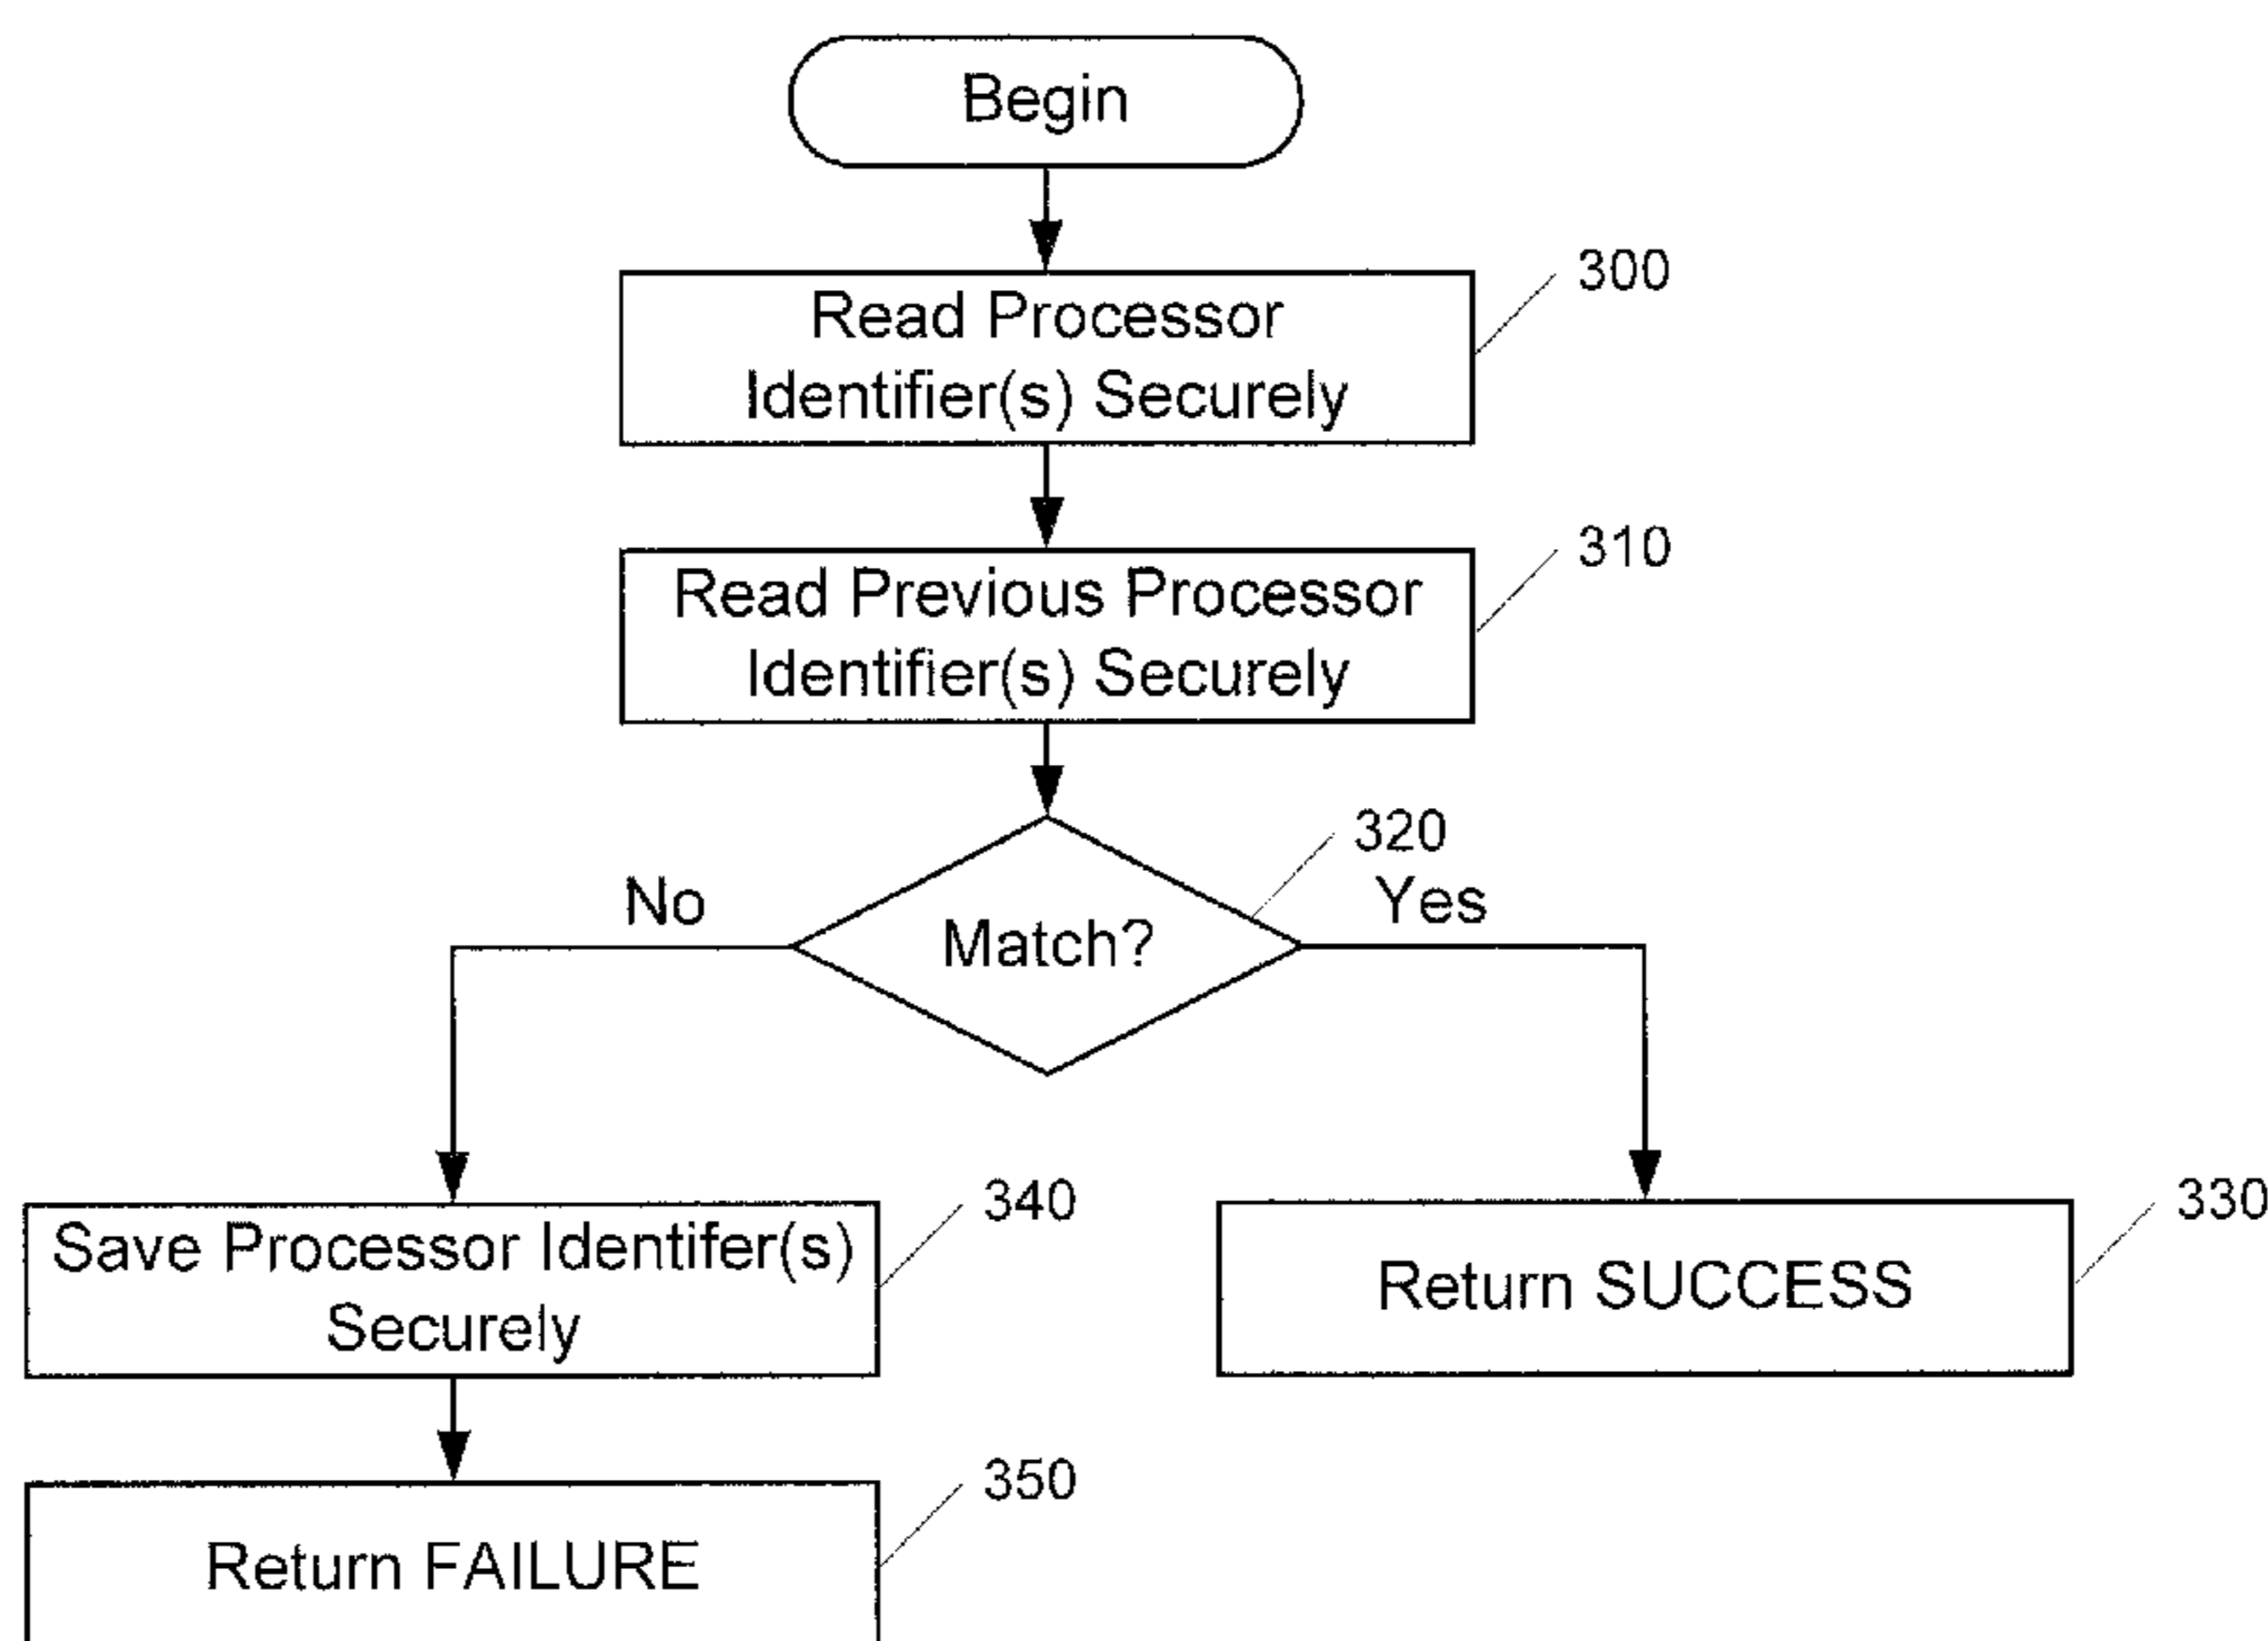 Begin
300
Read Processor
Identifier(s) Securely
310
Read Previous Processor
Identifier(s) Securely
320
No
Yes
Match?
340
330
Save Processor Identifer(s)
Securely
Return SUCCESS
350
Return FAILURE